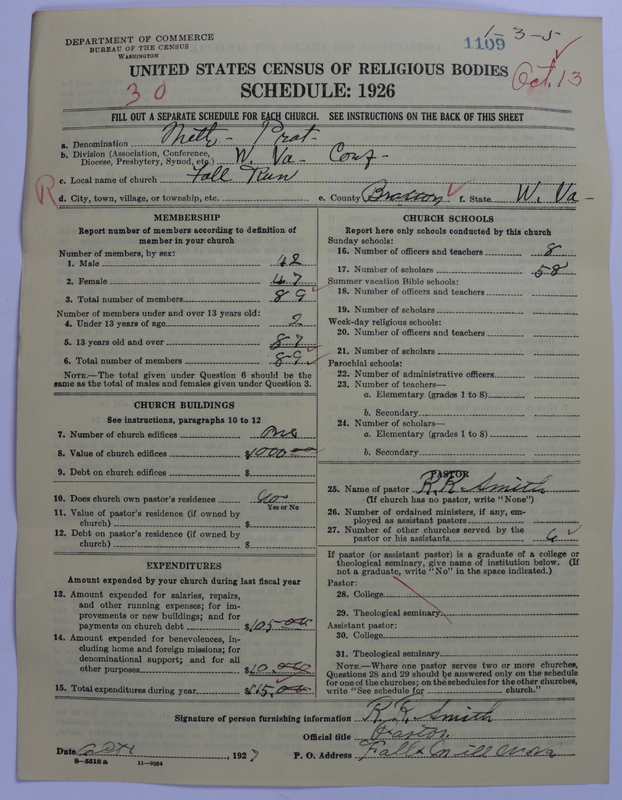 DEPARTMENT OF COMMERCE
BUREAU OF THE CENSUS
WASHINGTON
1-3-5
1109
UNITED STATES CENSUS OF RELIGIOUS BODIES
SCHEDULE: 1926
30
Oct. 13
FILL OUT A SEPARATE SCHEDULE FOR EACH CHURCH. SEE INSTRUCTIONS ON THE BACK OF THIS SHEET
a. Denomination Meth- Prot-
b. Division (Association, Conference, Diocese, Presbytery, Synod, etc.) W. Va- Conf-
c. Local name of church Fall Run
R
d. City, town, village, or township, etc. e. County Braxton f. State W. Va-
MEMBERSHIP
Report number of members according to definition of
member in your church
Number of members, by sex:
1. Male 42
2. Female 47
3. Total number of members 89
Number of members under and over 13 years old:
4. Under 13 years of age 2
5. 13 years old and over 87
6. Total number of members 89
NOTE.—The total given under Question 6 should be the
same as the total of males and females given under Question 3.
CHURCH BUILDINGS
See instructions, paragraphs 10 to 12
7. Number of church edifices one
8. Value of church edifices $1000.00
9. Debt on church edifices $
10. Does church own pastor's residence
Yes or No
11. Value of pastor's residence (if owned by
church) $
12. Debt on pastor's residence (if owned by
church) $
EXPENDITURES
Amount expended by your church during last fiscal year
13. Amount expended for salaries, repairs,
and other running expenses; for im-
provements or new buildings; and for
payments on church debt $105.00
14. Amount expended for benevolences, in-
cluding home and foreign missions; for
denominational support; and for all
other purposes $10.00
15. Total expenditures during year $115.00
CHURCH SCHOOLS
Report here only schools conducted by this church
Sunday schools:
16. Number of officers and teachers 8
17. Number of scholars 58
Summer vacation Bible schools:
18. Number of officers and teachers
19. Number of scholars
Week-day religious schools:
20. Number of officers and teachers
21. Number of scholars
Parochial schools:
22. Number of administrative officers
23. Number of teachers—
a. Elementary (grades 1 to 8)
b. Secondary
24. Number of scholars—
a. Elementary (grades 1 to 8)
b. Secondary
PASTOR
25. Name of pastor R. R. Smith
(If church has no pastor, write "None")
26. Number of ordained ministers, if any, em-
ployed as assistant pastors
27. Number of other churches served by the
pastor or his assistants 6
If pastor (or assistant pastor) is a graduate of a college or
theological seminary, give name of institution below. (If
not a graduate, write "No" in the space indicated.)
Pastor:
28. College
29. Theological seminary
Assistant pastor:
30. College
31. Theological seminary
NOTE.—Where one pastor serves two or more churches,
Questions 28 and 29 should be answered only on the schedule
for one of the churches; on the schedules for the other churches,
write "See schedule for church."
Signature of person furnishing information R. R. Smith
Official title Pastor
Date , 1927 P. O. Address Falls Mill
8—5518 a 11—9054